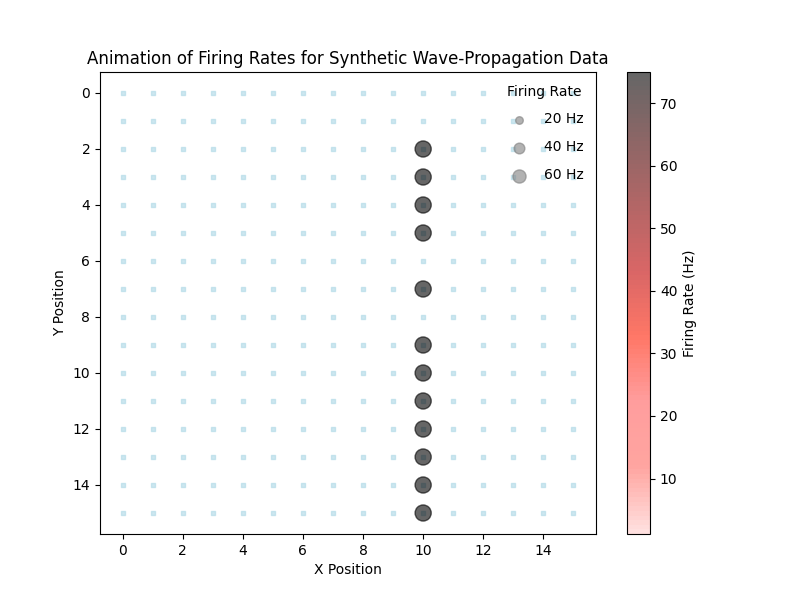 Animation of Firing Rates for Synthetic Wave-Propagation Data
Firing Rate
20 Hz
40 Hz
60 Hz
0
2
4
6
8
10
12
14
Y Position
0
2
4
6
8
10
12
14
X Position
70
60
50
40
30
20
10
Firing Rate (Hz)